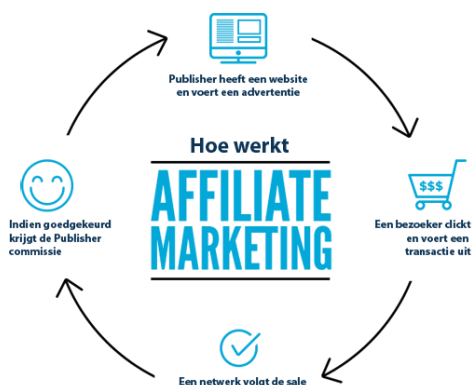 Publisher heeft een website
en voert een advertentie
Hoe werkt
AFFILIATE
MARKETING
$$$
Een bezoeker clickt
en voert een
transactie uit
Een netwerk volgt de sale
Indien goedgekeurd
krijgt de Publisher
commissie